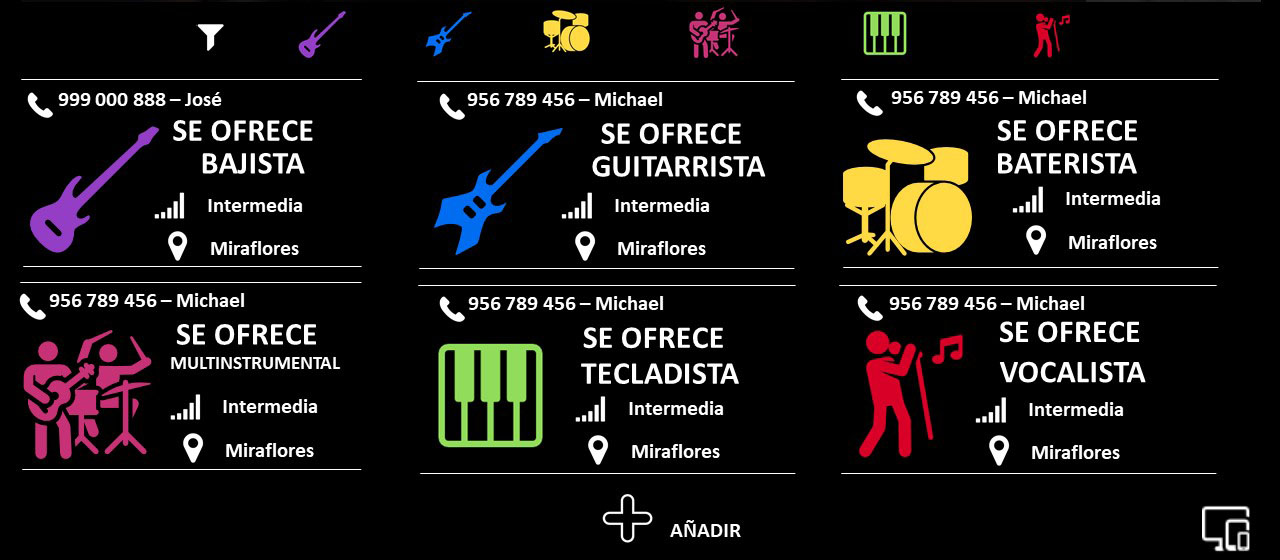 999 000 888 – José
SE OFRECE
BAJISTA
Intermedia
Miraflores
956 789 456 – Michael
SE OFRECE
GUITARRISTA
Intermedia
Miraflores
956 789 456 – Michael
SE OFRECE
BATERISTA
Intermedia
Miraflores
956 789 456 – Michael
SE OFRECE
MULTINSTRUMENTAL
Intermedia
Miraflores
956 789 456 – Michael
SE OFRECE
TECLADISTA
Intermedia
Miraflores
956 789 456 – Michael
SE OFRECE
VOCALISTA
Intermedia
Miraflores
AÑADIR